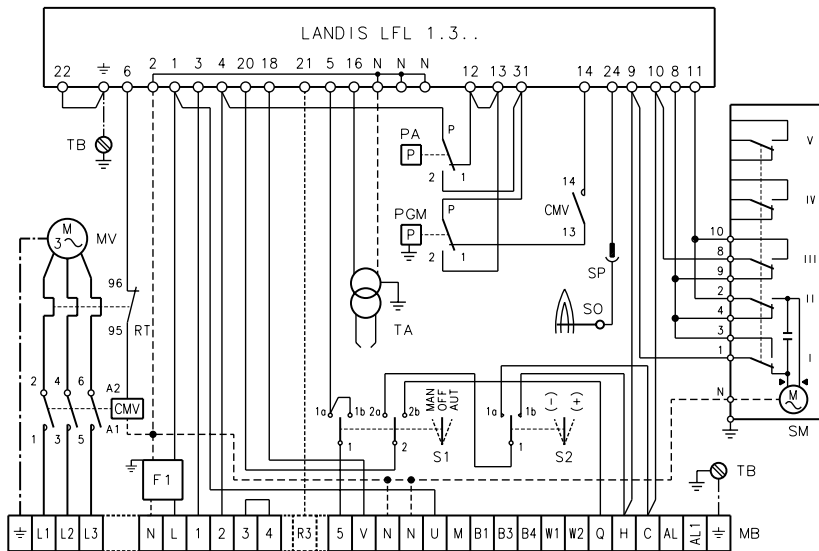 LANDIS LFL 1.3..
22 6 2 1 3 4 20 18 21 5 16 N N N 12 13 31 14 24 9 10 8 11
TB
PA
P
P
2 1
V
14
CMV
13
IV
PGM
P
P
2 1
10
8
III
9
MV
M
3
SP
2
II
96
4
SO
95 RT
TA
3
1
I
2 4 6 A2
CMV
1 3 5 A1
1a 1b 2a 2b
MAN
OFF
AUT
1a 1b
(-) (+)
N
M
1 2 S1
1 S2
SM
F1
TB
L1 L2 L3 N L 1 2 3 4 R3 5 V N N U M B1 B3 B4 W1 W2 Q H C AL AL1 MB